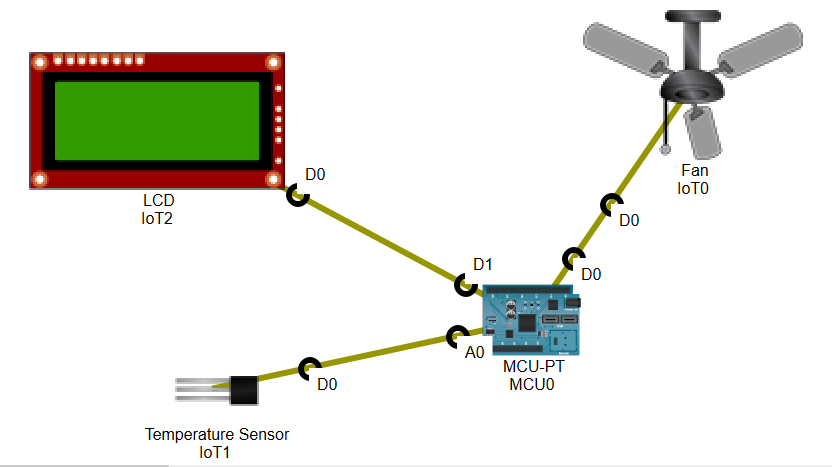 D0
LCD
IoT2
Fan
IoT0
D0
D0
D1
A0
MCU-PT
MCU0
D0
Temperature Sensor
IoT1